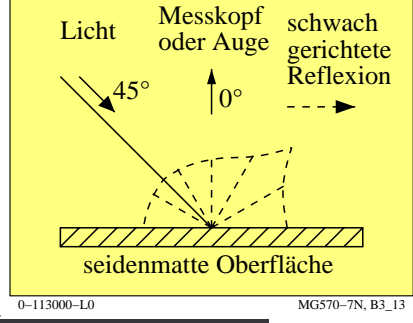 Licht
Messkopf
oder Auge
schwach
gerichtete
Reflexion
45°
0°
seidenmatte Oberfläche
0–113000–L0
MG570–7N, B3_13